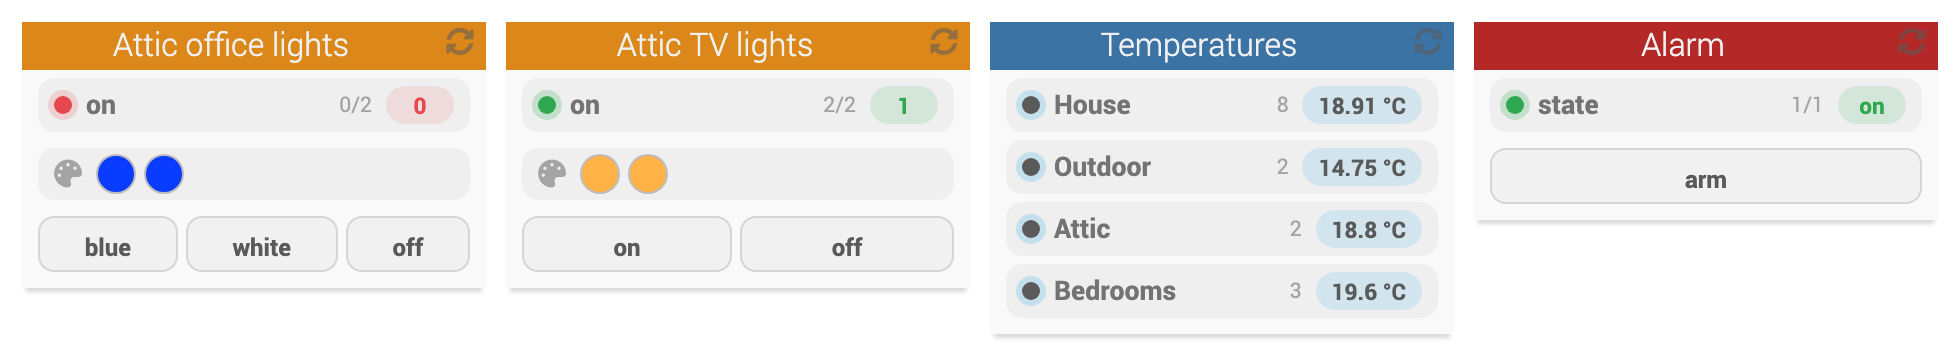 Attic office lights
on 0/2 0
blue white off
Attic TV lights
on 2/2 1
on off
Temperatures
House 8 18.91 °C
Outdoor 2 14.75 °C
Attic 2 18.8 °C
Bedrooms 3 19.6 °C
Alarm
state 1/1 on
arm